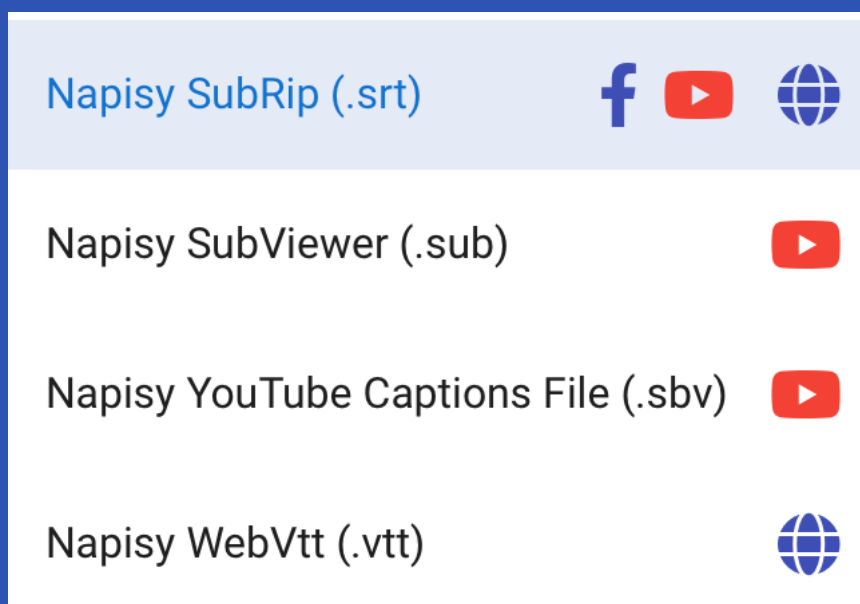 Napisy SubRip (.srt)
Napisy SubViewer (.sub)
Napisy YouTube Captions File (.sbv)
Napisy WebVtt (.vtt)